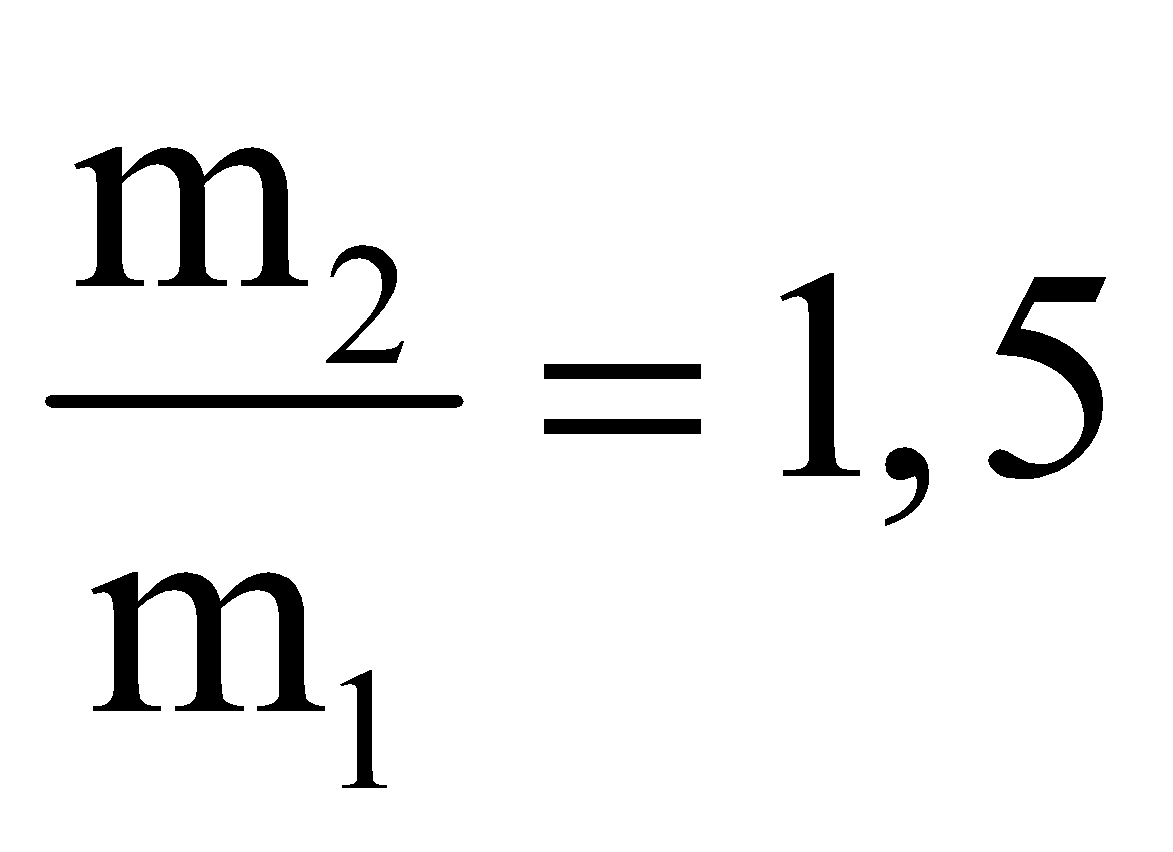 m₂/m₁ = 1,5